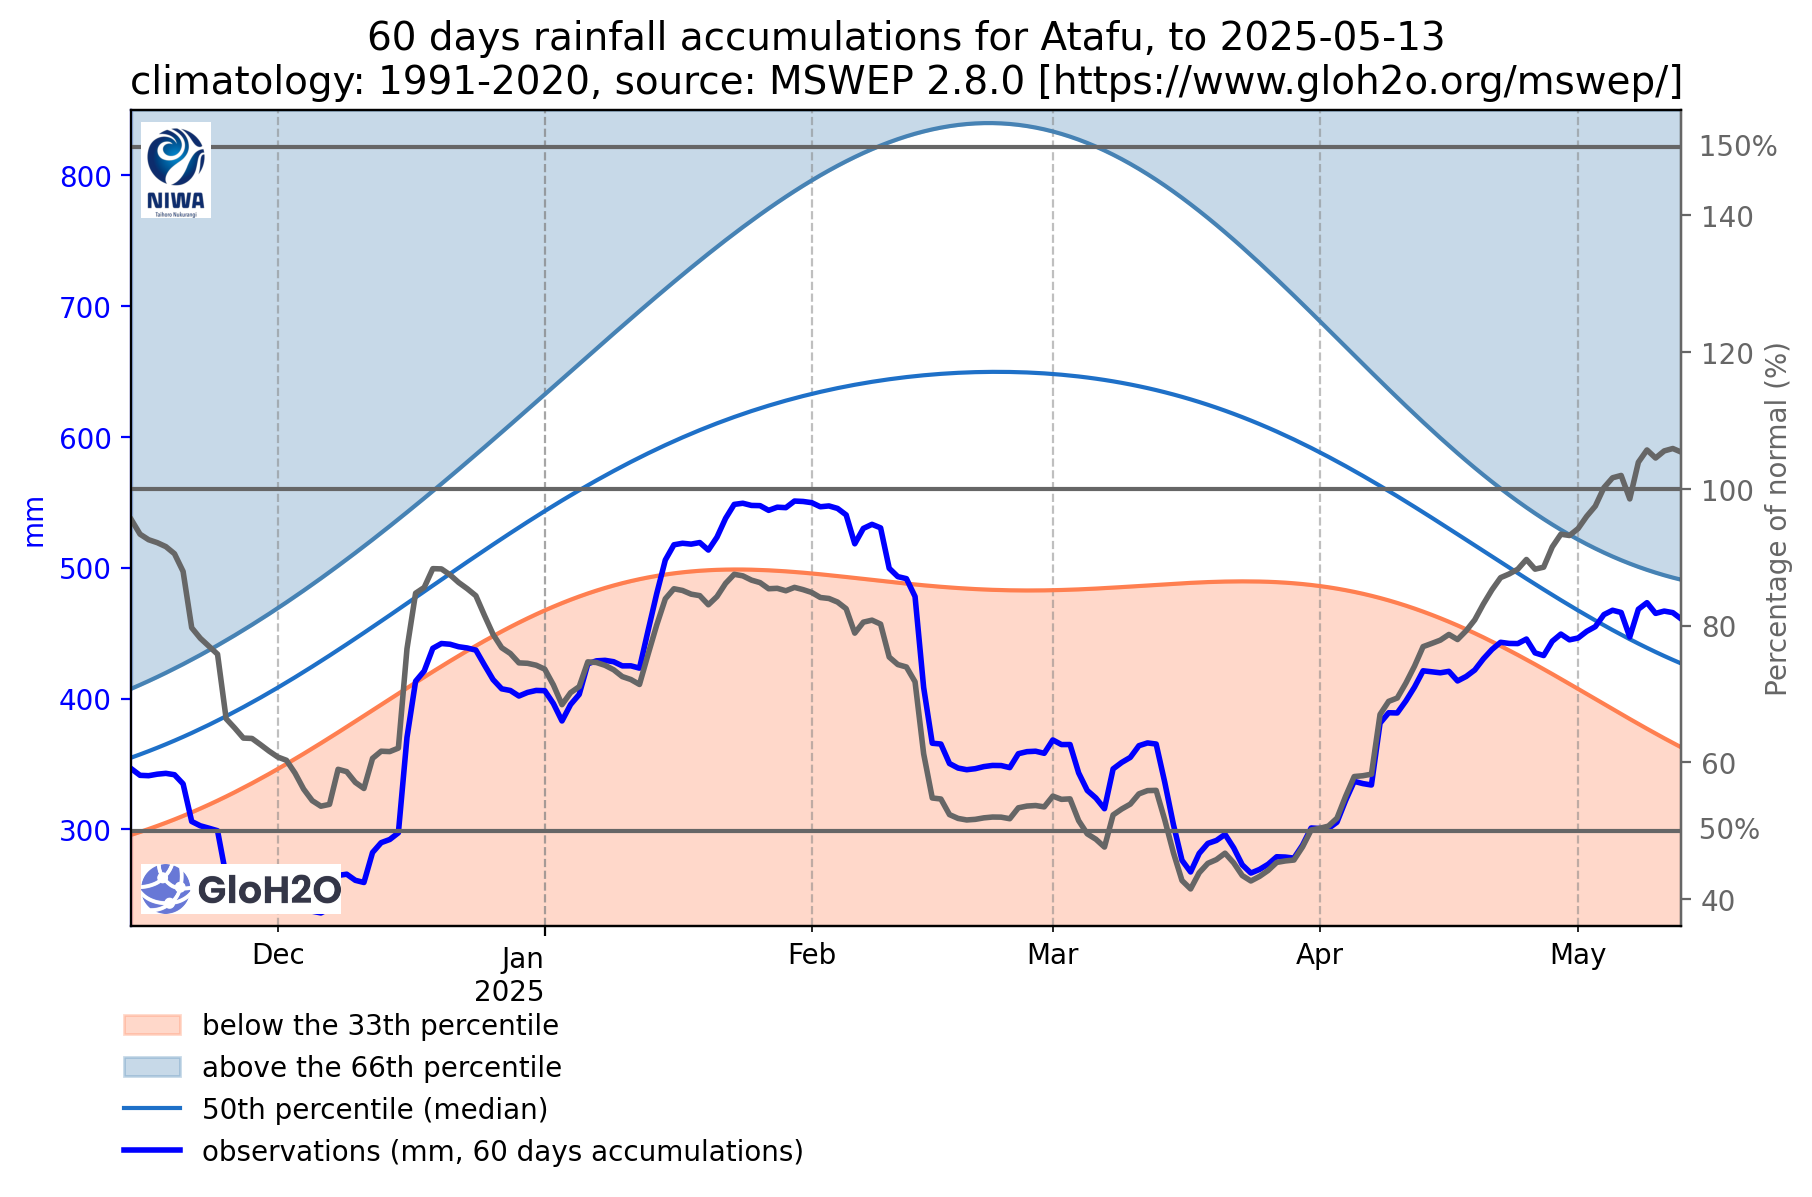 60 days rainfall accumulations for Atafu, to 2025-05-13
climatology: 1991-2020, source: MSWEP 2.8.0 [https://www.gloh2o.org/mswep/]
NIWA
Taihoro Nukurangi
800
700
600
500
400
300
mm
150%
140
120
100
80
60
50%
40
Percentage of normal (%)
GloH2O
Dec
Jan
2025
Feb
Mar
Apr
May
below the 33th percentile
above the 66th percentile
50th percentile (median)
observations (mm, 60 days accumulations)